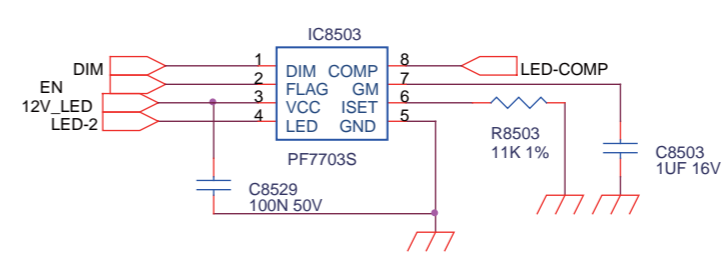 IC8503
DIM 1 DIM COMP 8 LED-COMP
EN 2 FLAG GM 7
12V_LED 3 VCC ISET 6
LED-2 4 LED GND 5
PF7703S
R8503
11K 1%
C8503
1UF 16V
C8529
100N 50V